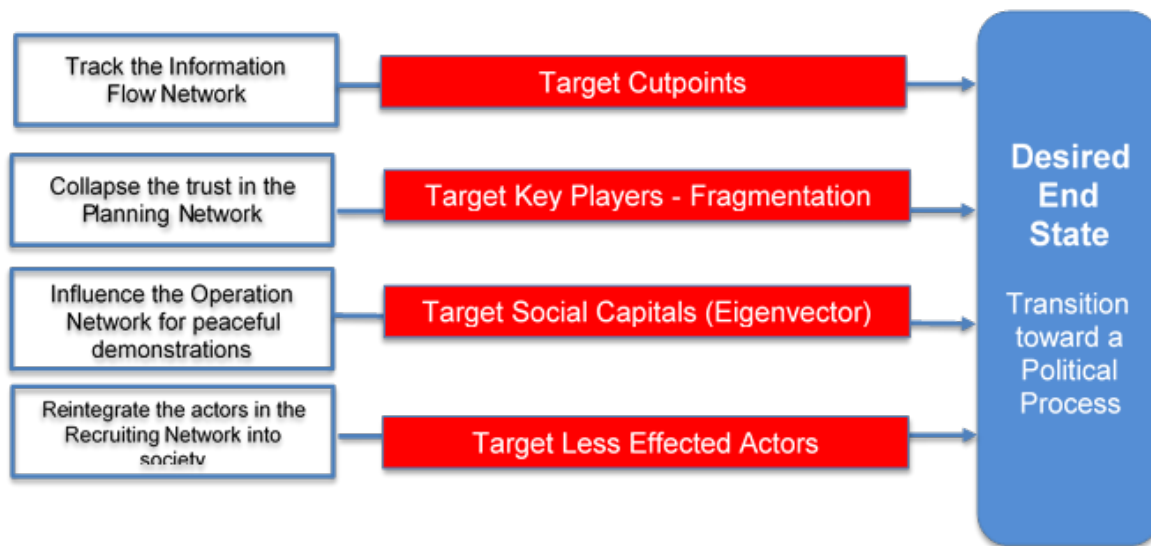 Track the Information
Flow Network
Target Cutpoints
Collapse the trust in the
Planning Network
Target Key Players - Fragmentation
Influence the Operation
Network for peaceful
demonstrations
Target Social Capitals (Eigenvector)
Reintegrate the actors in the
Recruiting Network into
society
Target Less Effected Actors
Desired
End
State
Transition
toward a
Political
Process